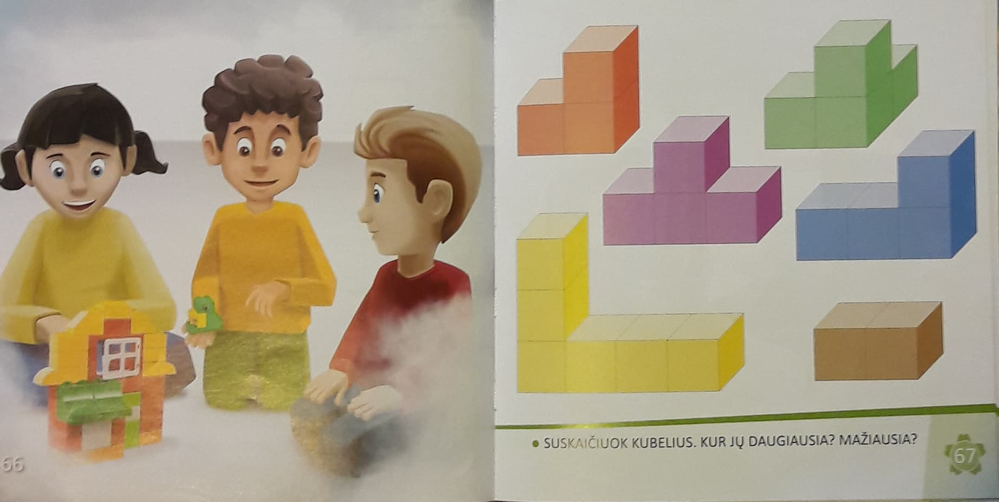 66
• SUSKAIČIUOK KUBELIUS. KUR JŲ DAUGIAUSIA? MAŽIAUSIA?
67